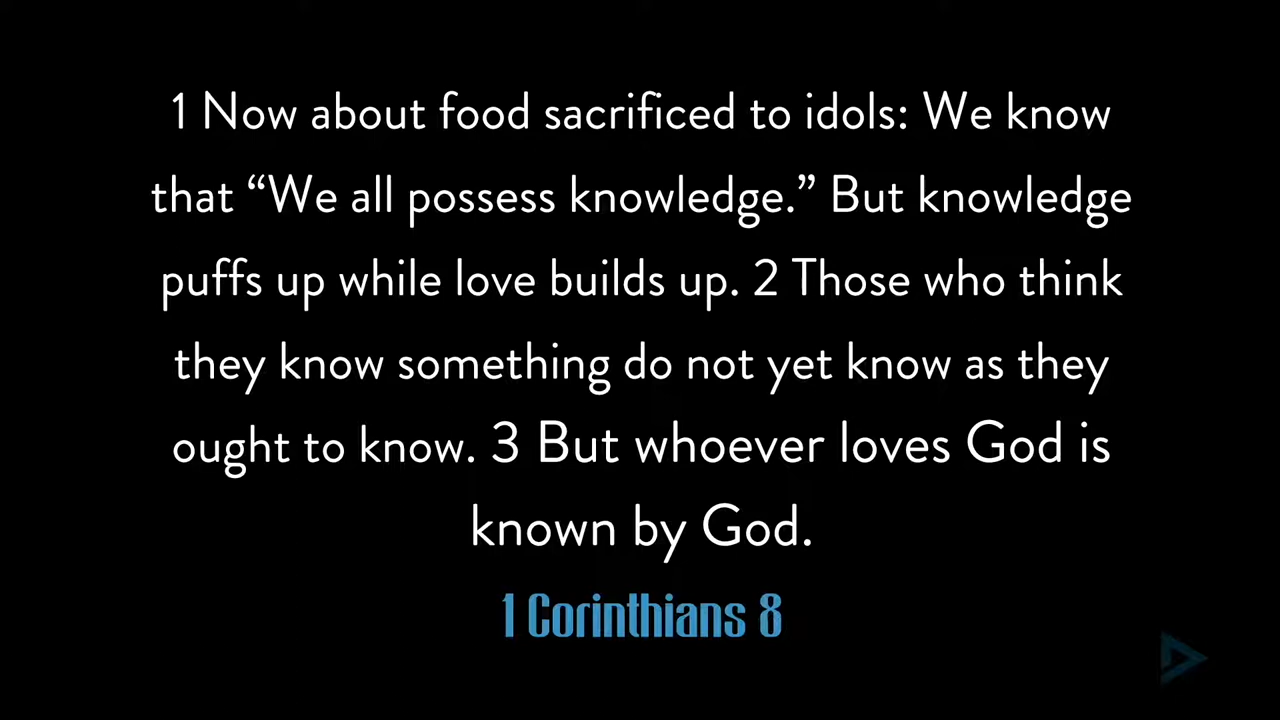 1 Now about food sacrificed to idols: We know
that “We all possess knowledge.” But knowledge
puffs up while love builds up. 2 Those who think
they know something do not yet know as they
ought to know. 3 But whoever loves God is
known by God.
1 Corinthians 8